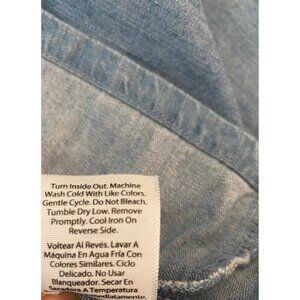 Turn Inside Out. Machine
Wash Cold With Like Colors.
Gentle Cycle. Do Not Bleach.
Tumble Dry Low. Remove
Promptly. Cool Iron On
Reverse Side.
Voltear Al Revés. Lavar A
Máquina En Agua Fría Con
Colores Similares. Ciclo
Delicado. No Usar
Blanqueador. Secar En
Secadora A Temperatura
Inmediatamente.